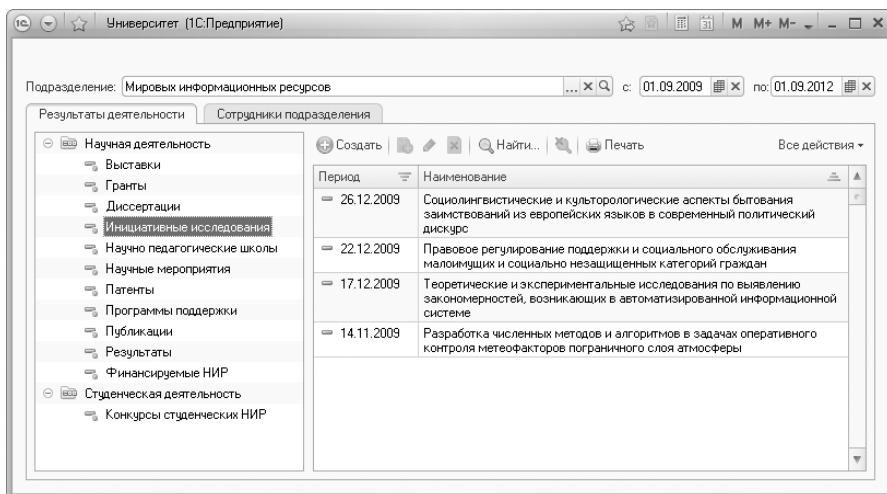 Университет (1С:Предприятие)
M M+ M-
Подразделение: Мировых информационных ресурсов ... с: 01.09.2009 по: 01.09.2012
Результаты деятельности Сотрудники подразделения
Научная деятельность
Выставки
Гранты
Диссертации
Инициативные исследования
Научно педагогические школы
Научные мероприятия
Патенты
Программы поддержки
Публикации
Результаты
Финансируемые НИР
Студенческая деятельность
Конкурсы студенческих НИР
Создать Найти... Печать Все действия
Период Наименование
26.12.2009 Социолингвистические и культорологические аспекты бытования
заимствований из европейских языков в современный политический
дискурс
22.12.2009 Правовое регулирование поддержки и социального обслуживания
малоимущих и социально незащищенных категорий граждан
17.12.2009 Теоретические и экспериментальные исследования по выявлению
закономерностей, возникающих в автоматизированной информационной
системе
14.11.2009 Разработка численных методов и алгоритмов в задачах оперативного
контроля метеофакторов пограничного слоя атмосферы